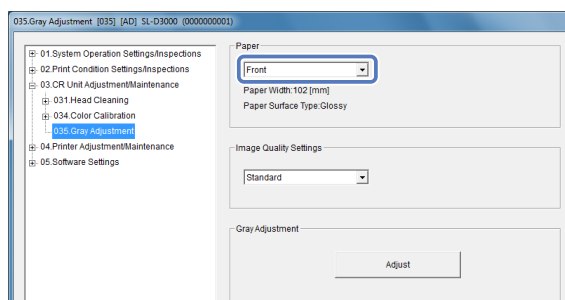 035.Gray Adjustment [035] [AD] SL-D3000 (0000000001)
01.System Operation Settings/Inspections
02.Print Condition Settings/Inspections
03.CR Unit Adjustment/Maintenance
031.Head Cleaning
034.Color Calibration
035.Gray Adjustment
04.Printer Adjustment/Maintenance
05.Software Settings
Paper
Front
Paper Width:102 [mm]
Paper Surface Type:Glossy
Image Quality Settings
Standard
Gray Adjustment
Adjust